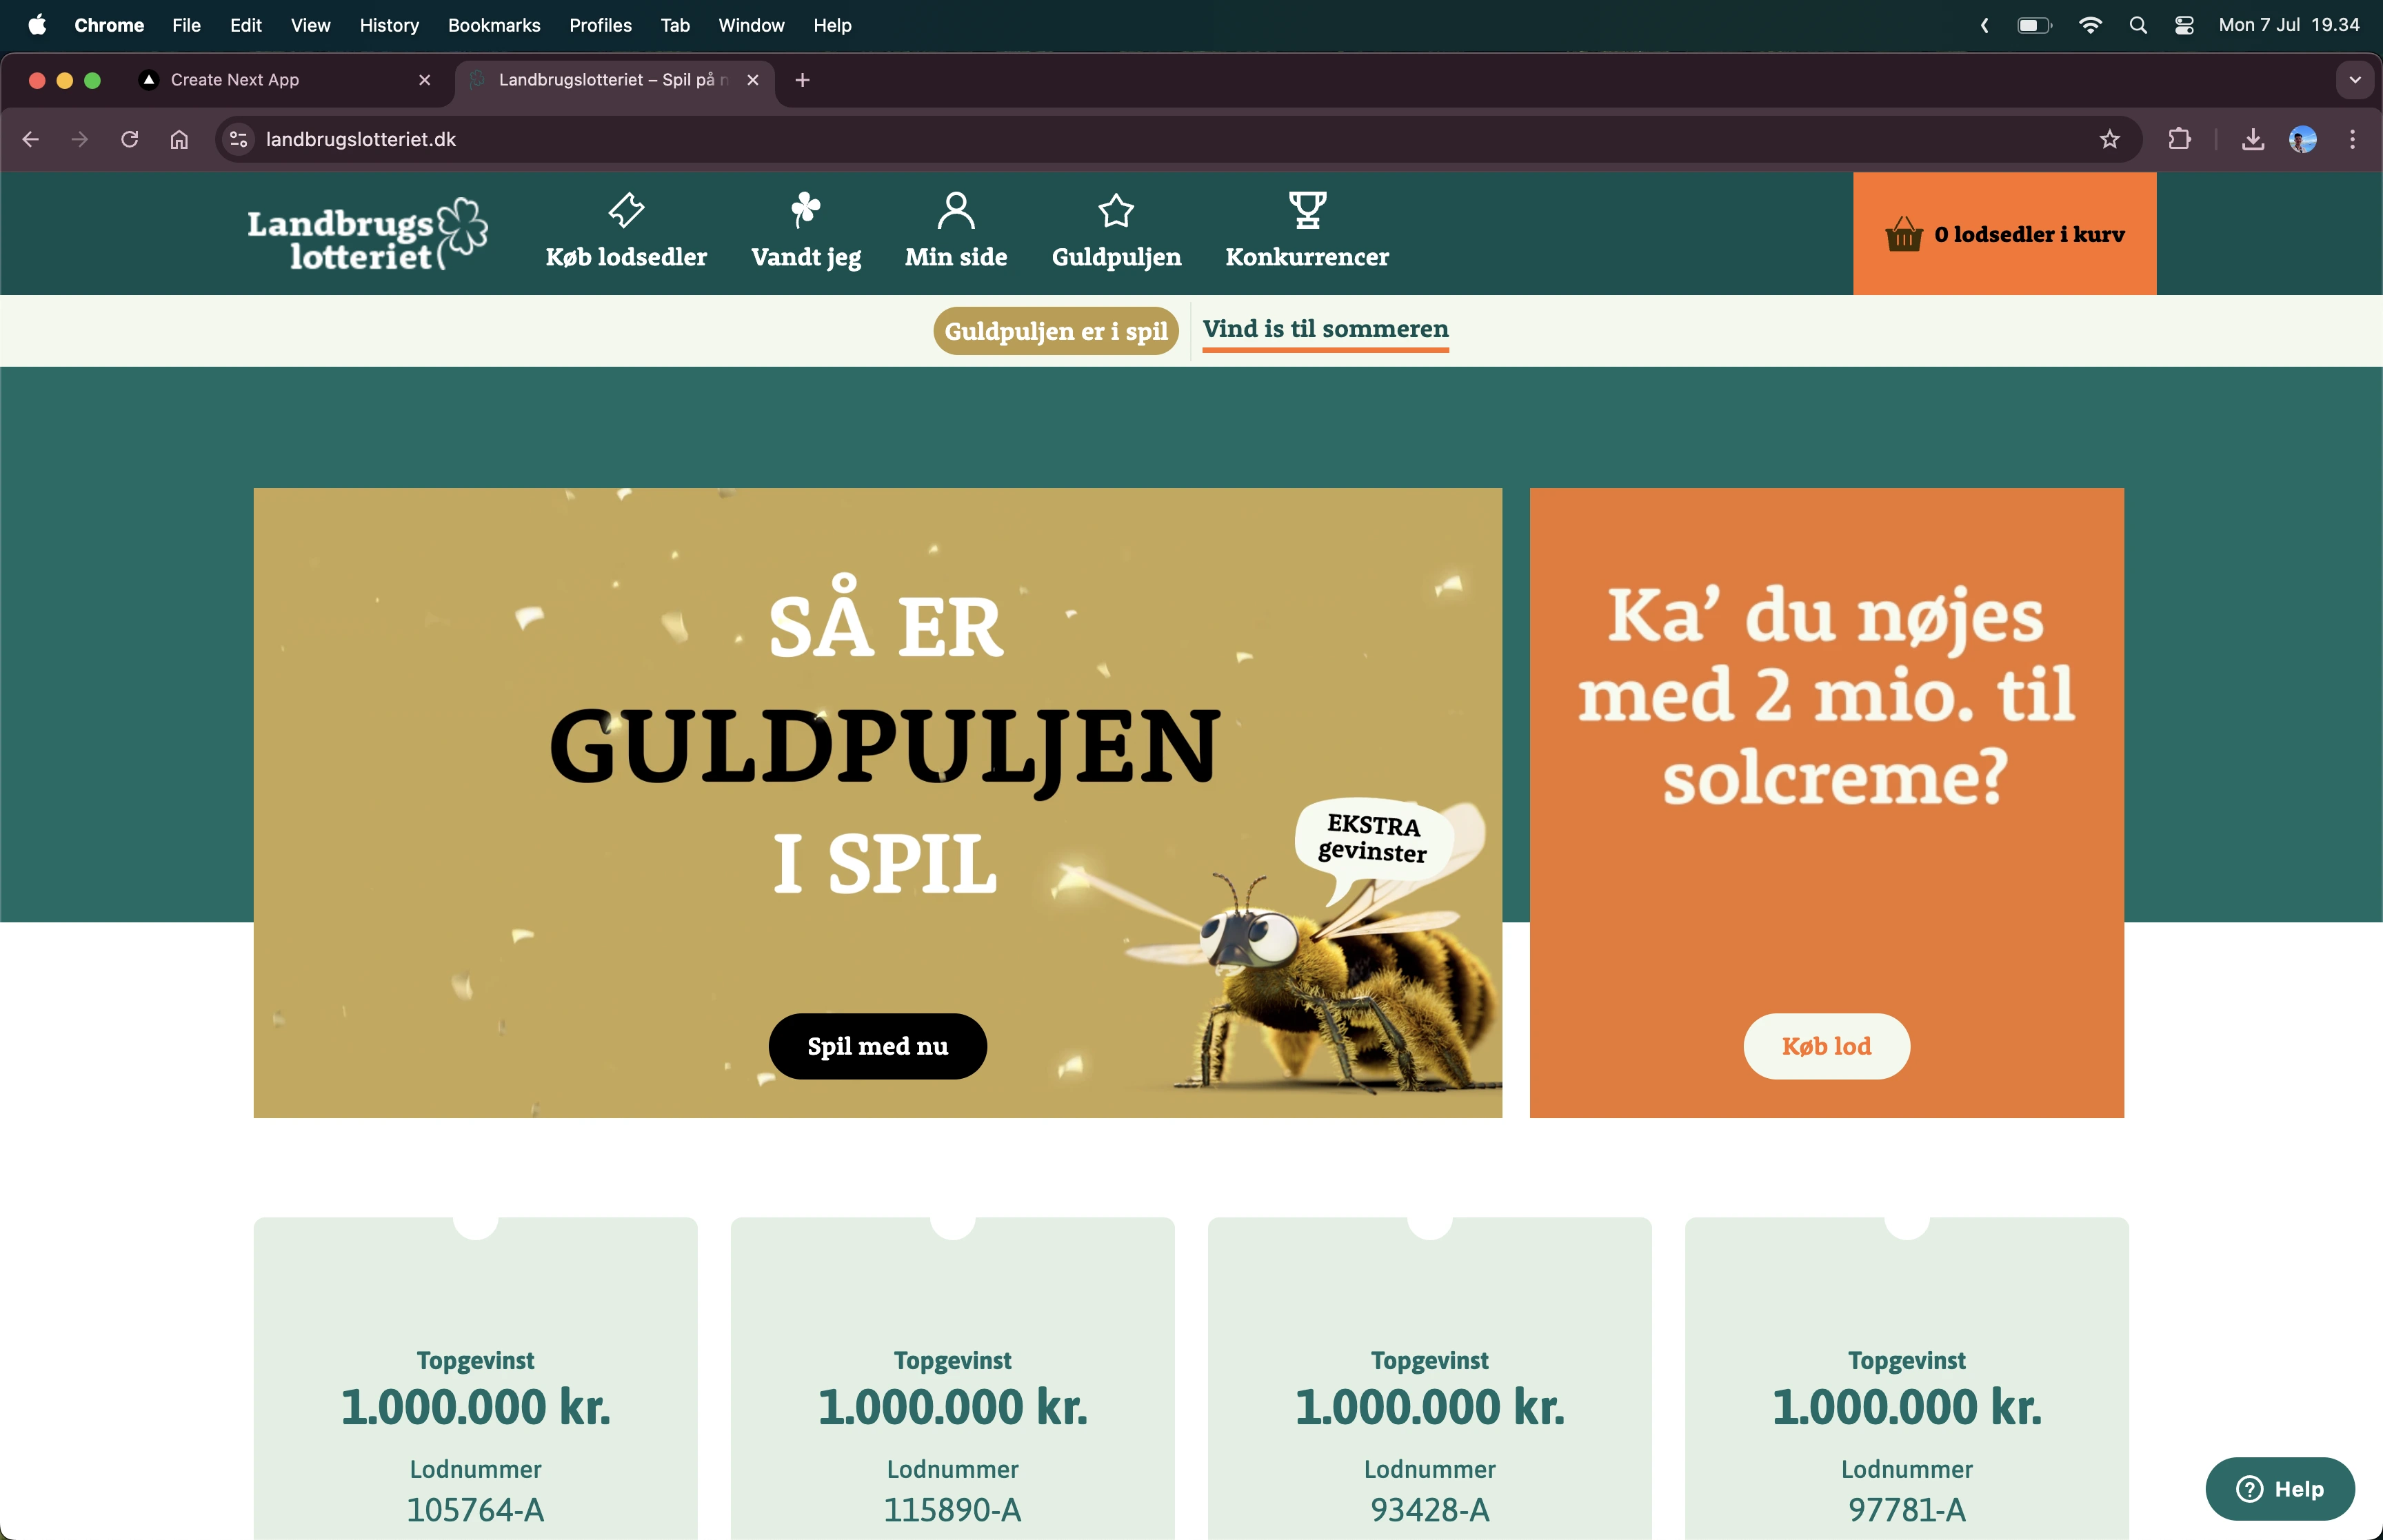 Chrome File Edit View History Bookmarks Profiles Tab Window Help Mon 7 Jul 19.34
Create Next App Landbrugslotteriet – Spil på
landbrugslotteriet.dk
Landbrugs
lotteriet
Køb lodsedler Vandt jeg Min side Guldpuljen Konkurrencer
0 lodsedler i kurv
Guldpuljen er i spil Vind is til sommeren
SÅ ER
GULDPULJEN
I SPIL
EKSTRA
gevinster
Spil med nu
Ka’ du nøjes
med 2 mio. til
solcreme?
Køb lod
Topgevinst
1.000.000 kr.
Lodnummer
105764-A
Topgevinst
1.000.000 kr.
Lodnummer
115890-A
Topgevinst
1.000.000 kr.
Lodnummer
93428-A
Topgevinst
1.000.000 kr.
Lodnummer
97781-A
Help